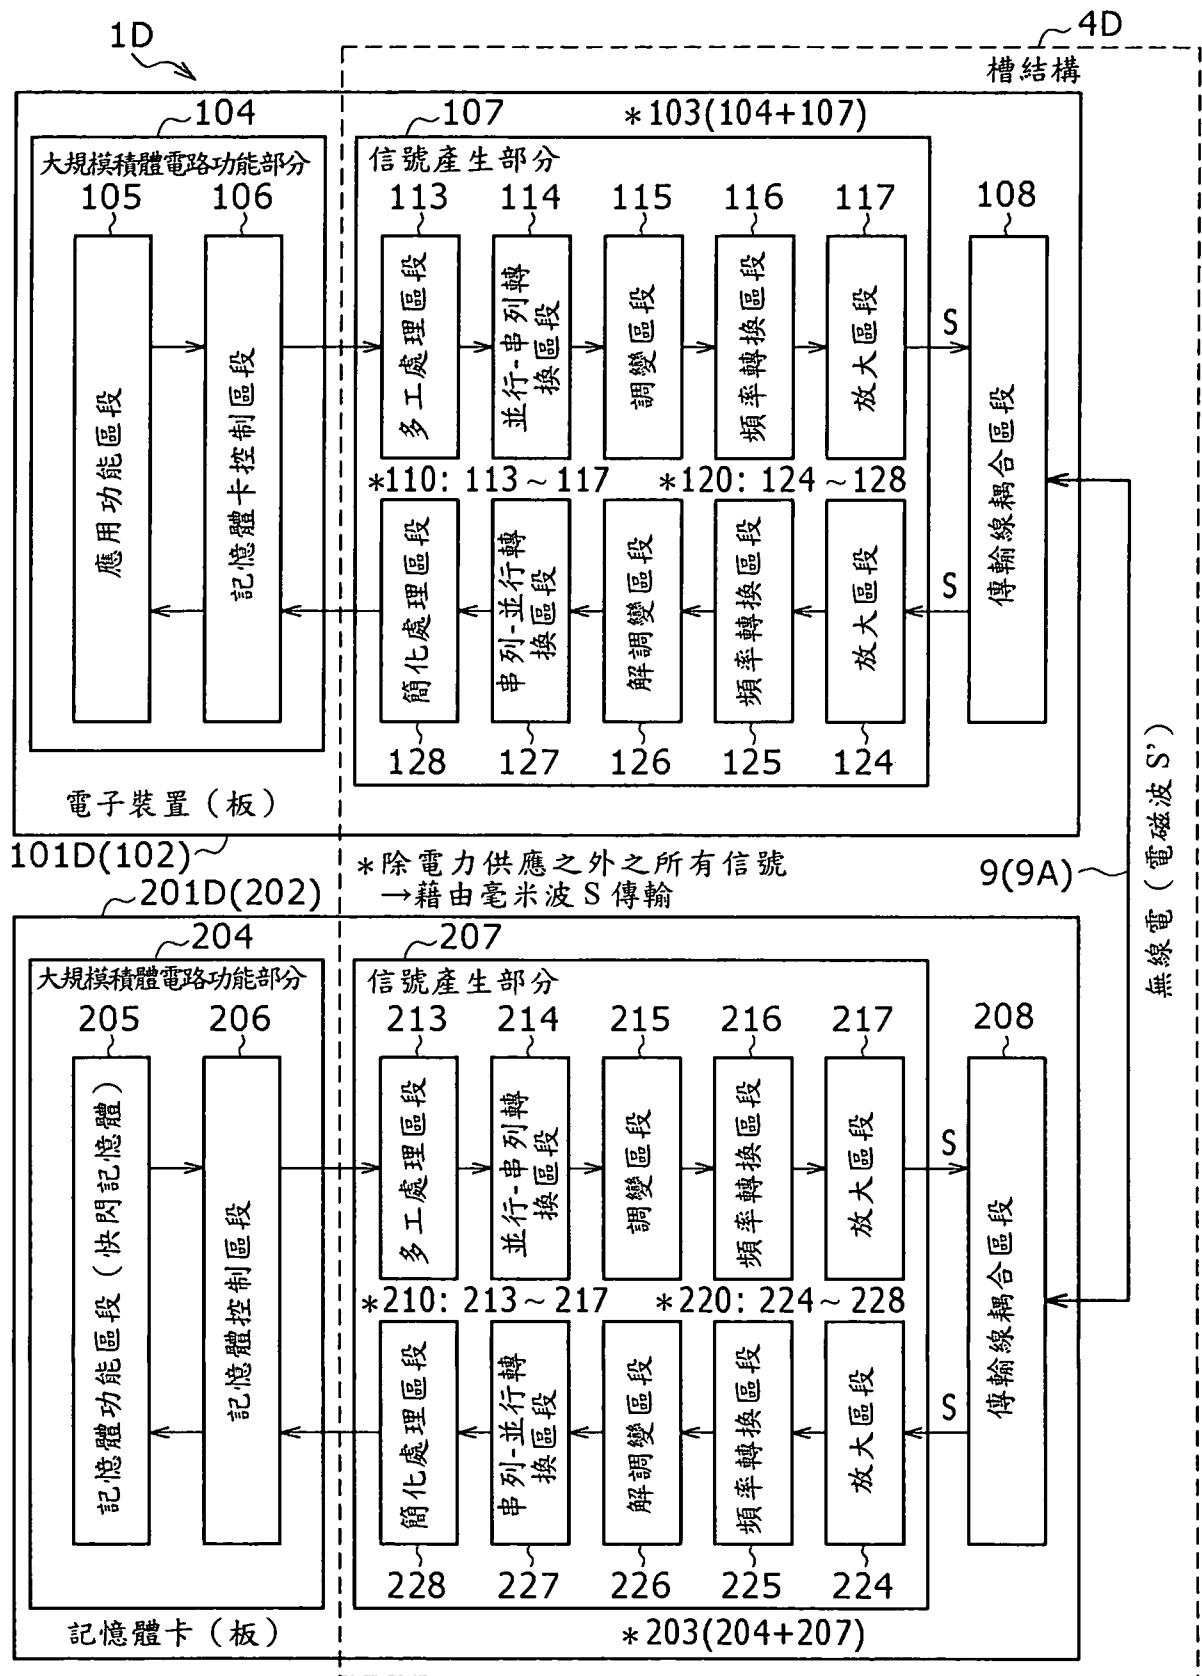 1D
4D
槽結構
104
107
*103(104+107)
大規模積體電路功能部分
信號產生部分
105
106
113
114
115
116
117
108
應用功能區段
記憶體卡控制區段
多工處理區段
並行-串列轉
換區段
調變區段
頻率轉換區段
放大區段
S
傳輸線耦合區段
*110: 113～117
*120: 124～128
簡化處理區段
串列-並行轉
換區段
解調變區段
頻率轉換區段
放大區段
S
128
127
126
125
124
電子裝置（板）
101D(102)
*除電力供應之外之所有信號
→藉由毫米波S傳輸
9(9A)
無線電（電磁波S'）
201D(202)
204
207
大規模積體電路功能部分
信號產生部分
205
206
213
214
215
216
217
208
記憶體功能區段（快閃記憶體）
記憶體控制區段
多工處理區段
並行-串列轉
換區段
調變區段
頻率轉換區段
放大區段
S
傳輸線耦合區段
*210: 213～217
*220: 224～228
簡化處理區段
串列-並行轉
換區段
解調變區段
頻率轉換區段
放大區段
S
228
227
226
225
224
記憶體卡（板）
*203(204+207)